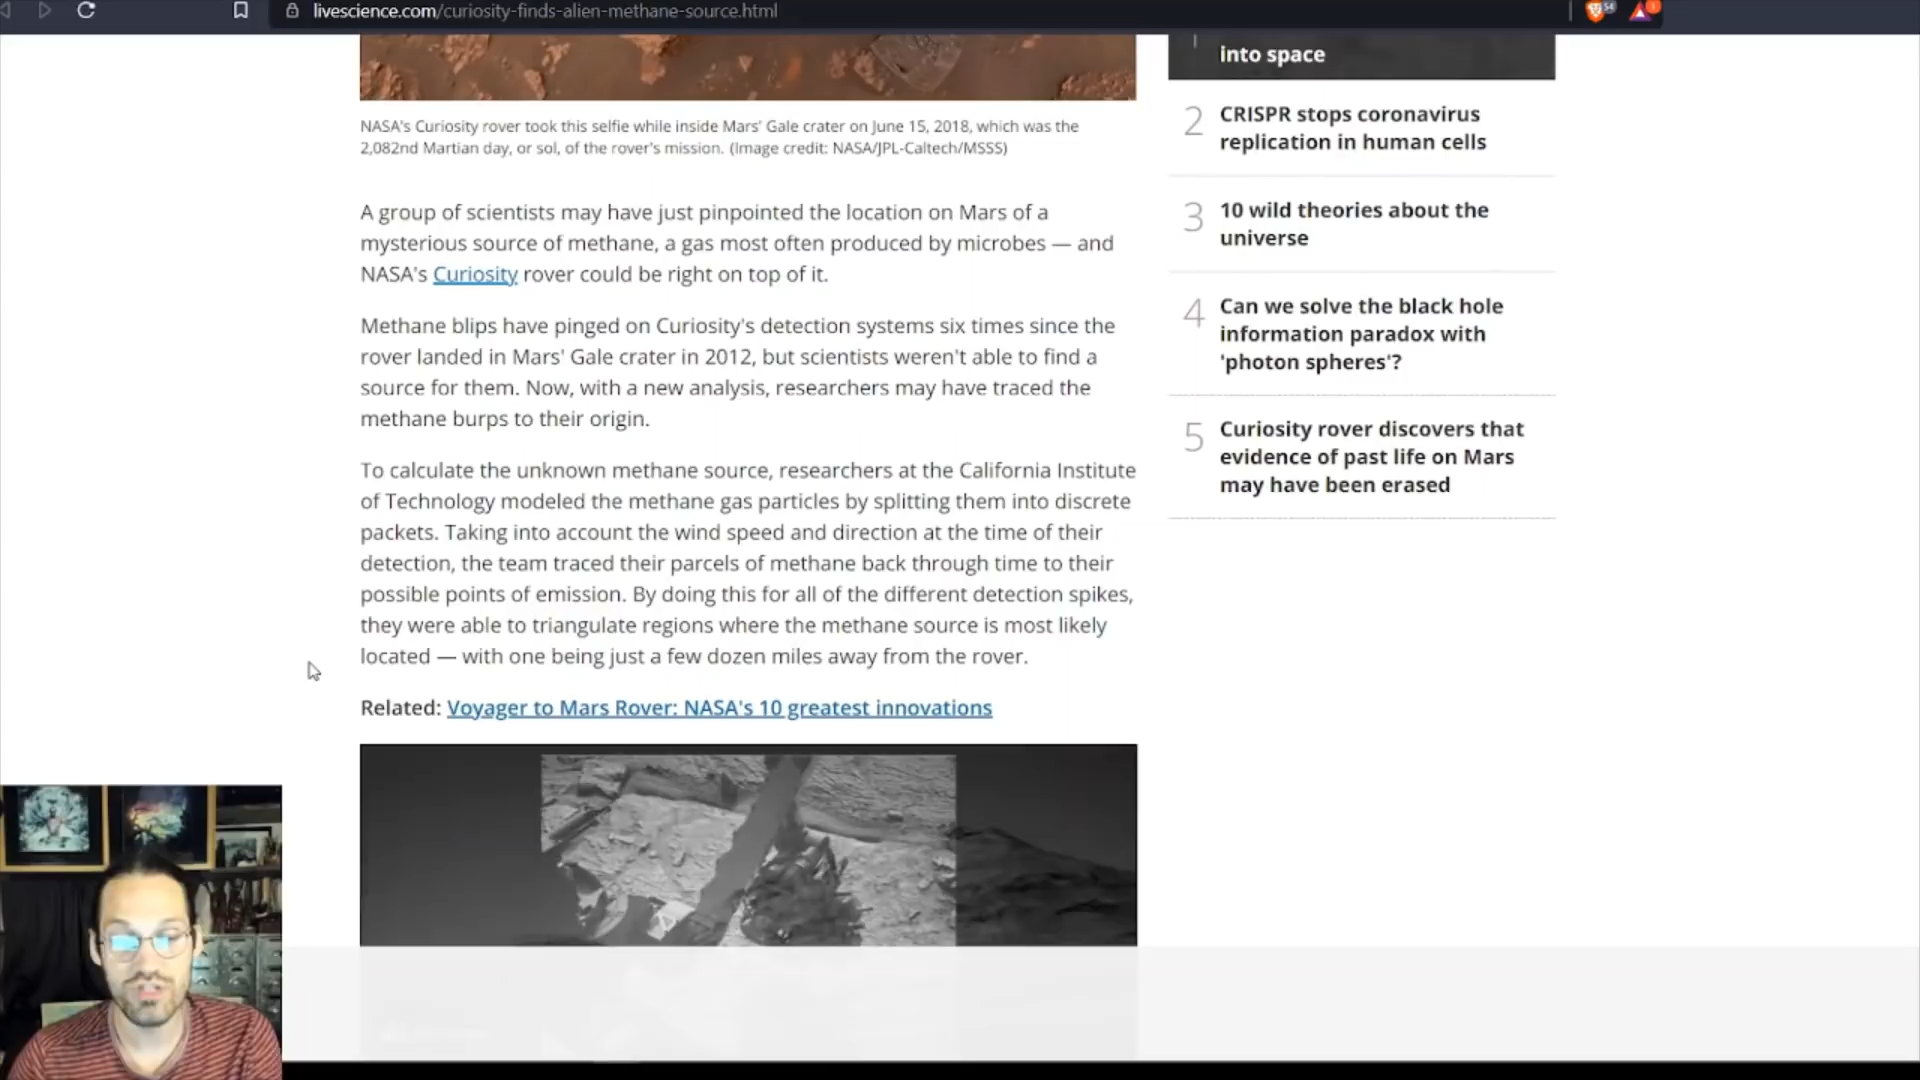 livescience.com/curiosity-finds-alien-methane-source.html
54
into space
NASA's Curiosity rover took this selfie while inside Mars' Gale crater on June 15, 2018, which was the
2,082nd Martian day, or sol, of the rover's mission. (Image credit: NASA/JPL-Caltech/MSSS)
A group of scientists may have just pinpointed the location on Mars of a
mysterious source of methane, a gas most often produced by microbes — and
NASA's Curiosity rover could be right on top of it.
Methane blips have pinged on Curiosity's detection systems six times since the
rover landed in Mars' Gale crater in 2012, but scientists weren't able to find a
source for them. Now, with a new analysis, researchers may have traced the
methane burps to their origin.
To calculate the unknown methane source, researchers at the California Institute
of Technology modeled the methane gas particles by splitting them into discrete
packets. Taking into account the wind speed and direction at the time of their
detection, the team traced their parcels of methane back through time to their
possible points of emission. By doing this for all of the different detection spikes,
they were able to triangulate regions where the methane source is most likely
located — with one being just a few dozen miles away from the rover.
Related: Voyager to Mars Rover: NASA's 10 greatest innovations
2 CRISPR stops coronavirus
replication in human cells
3 10 wild theories about the
universe
4 Can we solve the black hole
information paradox with
'photon spheres'?
5 Curiosity rover discovers that
evidence of past life on Mars
may have been erased